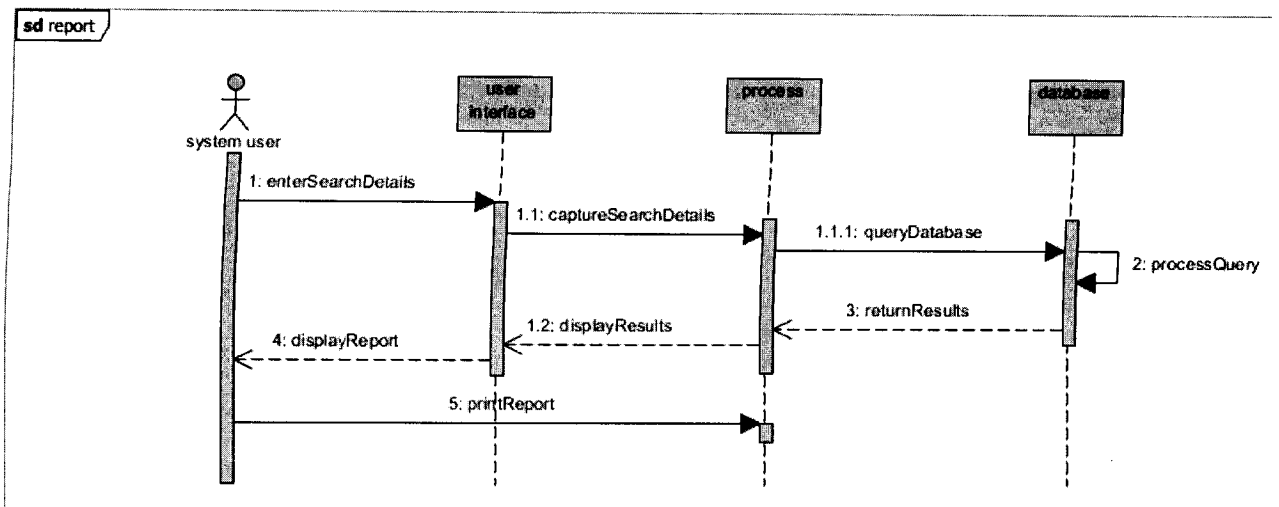 sd report
user
interface
process
database
system user
1: enterSearchDetails
1.1: captureSearchDetails
1.1.1: queryDatabase
2: processQuery
3: returnResults
1.2: displayResults
4: displayReport
5: printReport